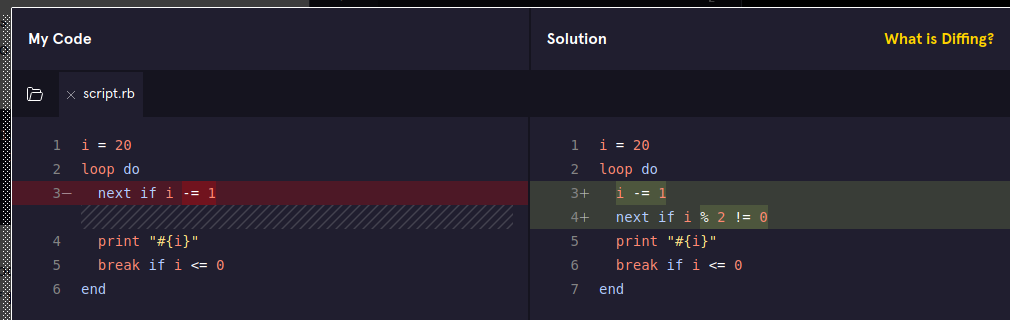 My Code
Solution
What is Diffing?
script.rb
1 i = 20
2 loop do
3− next if i -= 1
4 print "#{i}"
5 break if i <= 0
6 end
1 i = 20
2 loop do
3+ i -= 1
4+ next if i % 2 != 0
5 print "#{i}"
6 break if i <= 0
7 end